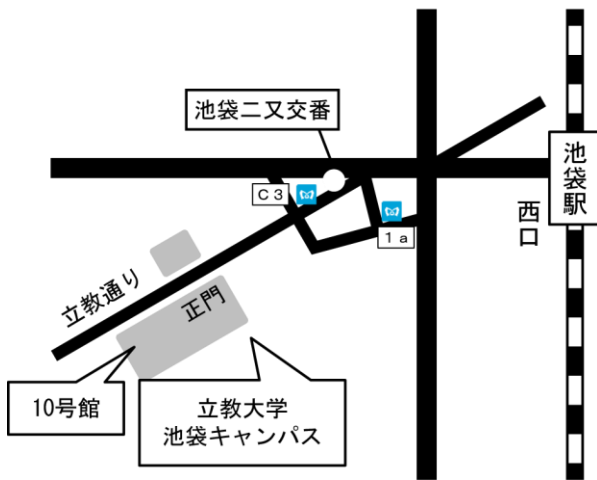 池袋二又交番
池袋駅
西口
C3
1a
立教通り
正門
10号館
立教大学
池袋キャンパス